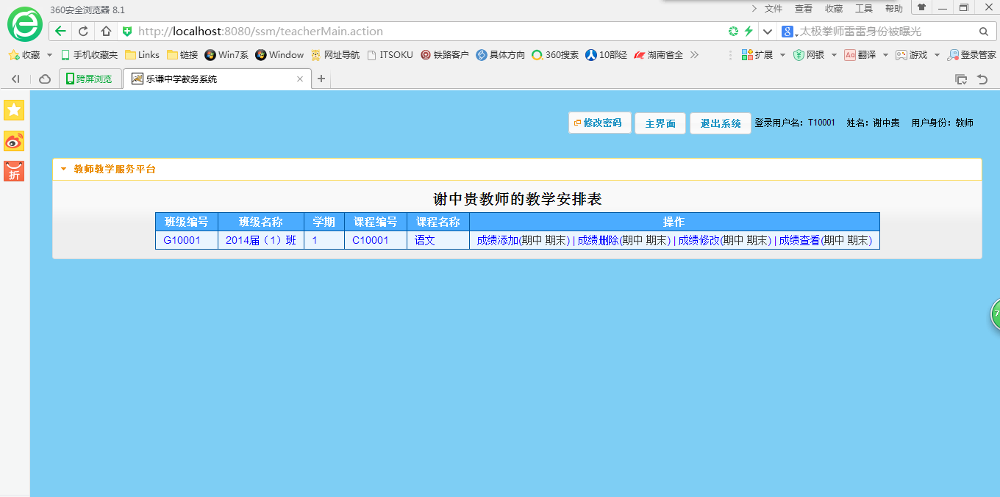 360安全浏览器 8.1
文件 查看 收藏 工具 帮助
http://localhost:8080/ssm/teacherMain.action
太极拳师雷雷身份被曝光
收藏 手机收藏夹 Links 链接 Win7系 Window 网址导航 ITSOKU 铁路客户 具体方向 360搜索 10部经 湖南省全 扩展 网银 翻译 游戏 登录管家
跨屏浏览 乐谦中学教务系统
修改密码 主界面 退出系统 登录用户名：T10001 姓名：谢中贵 用户身份：教师
折
教师教学服务平台
谢中贵教师的教学安排表
班级编号 班级名称 学期 课程编号 课程名称 操作
G10001 2014届（1）班 1 C10001 语文 成绩添加(期中 期末) | 成绩删除(期中 期末) | 成绩修改(期中 期末) | 成绩查看(期中 期末)
7